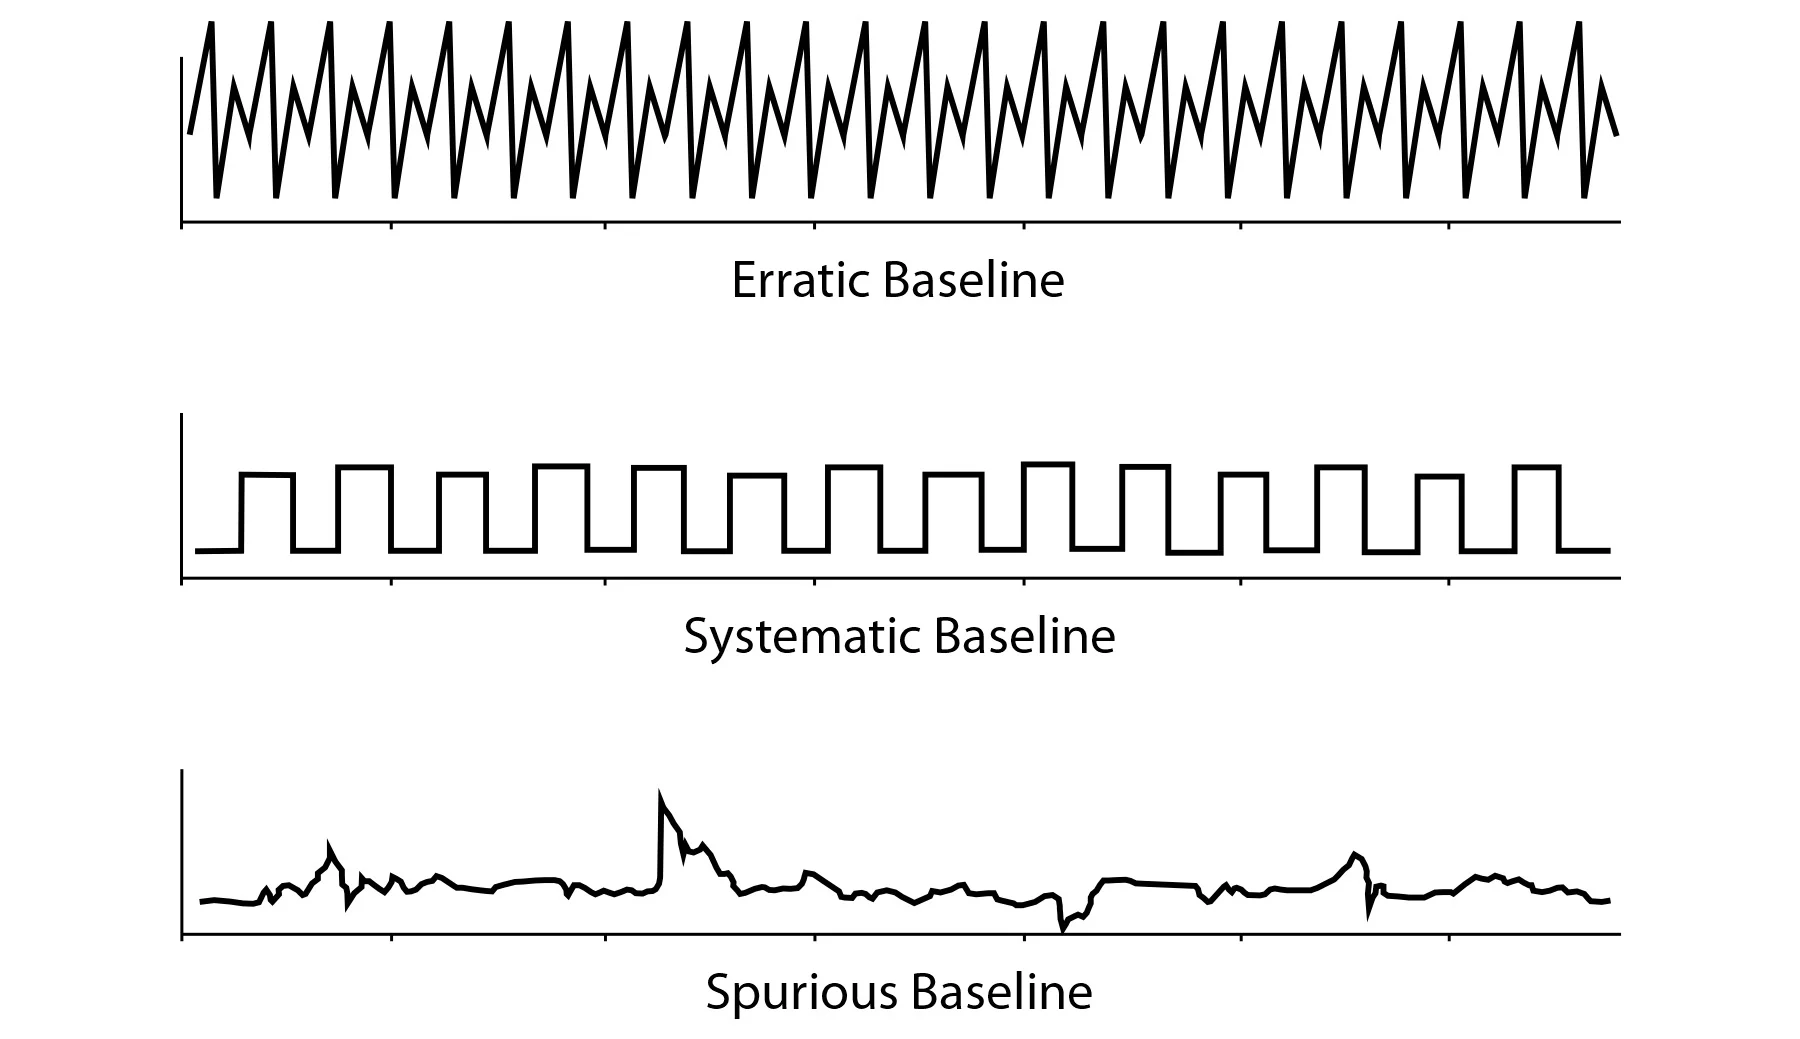 Erratic Baseline
Systematic Baseline
Spurious Baseline